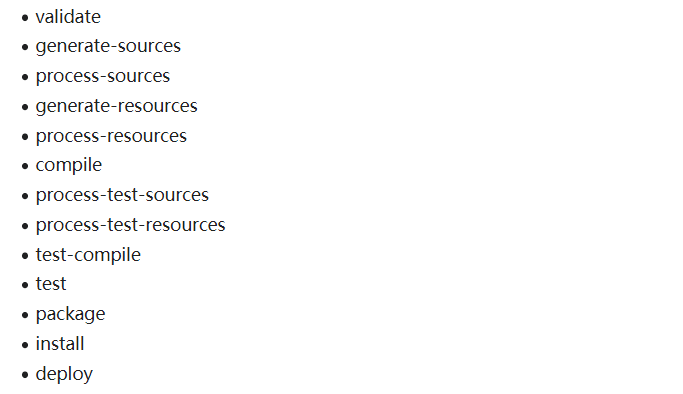 • validate
• generate-sources
• process-sources
• generate-resources
• process-resources
• compile
• process-test-sources
• process-test-resources
• test-compile
• test
• package
• install
• deploy